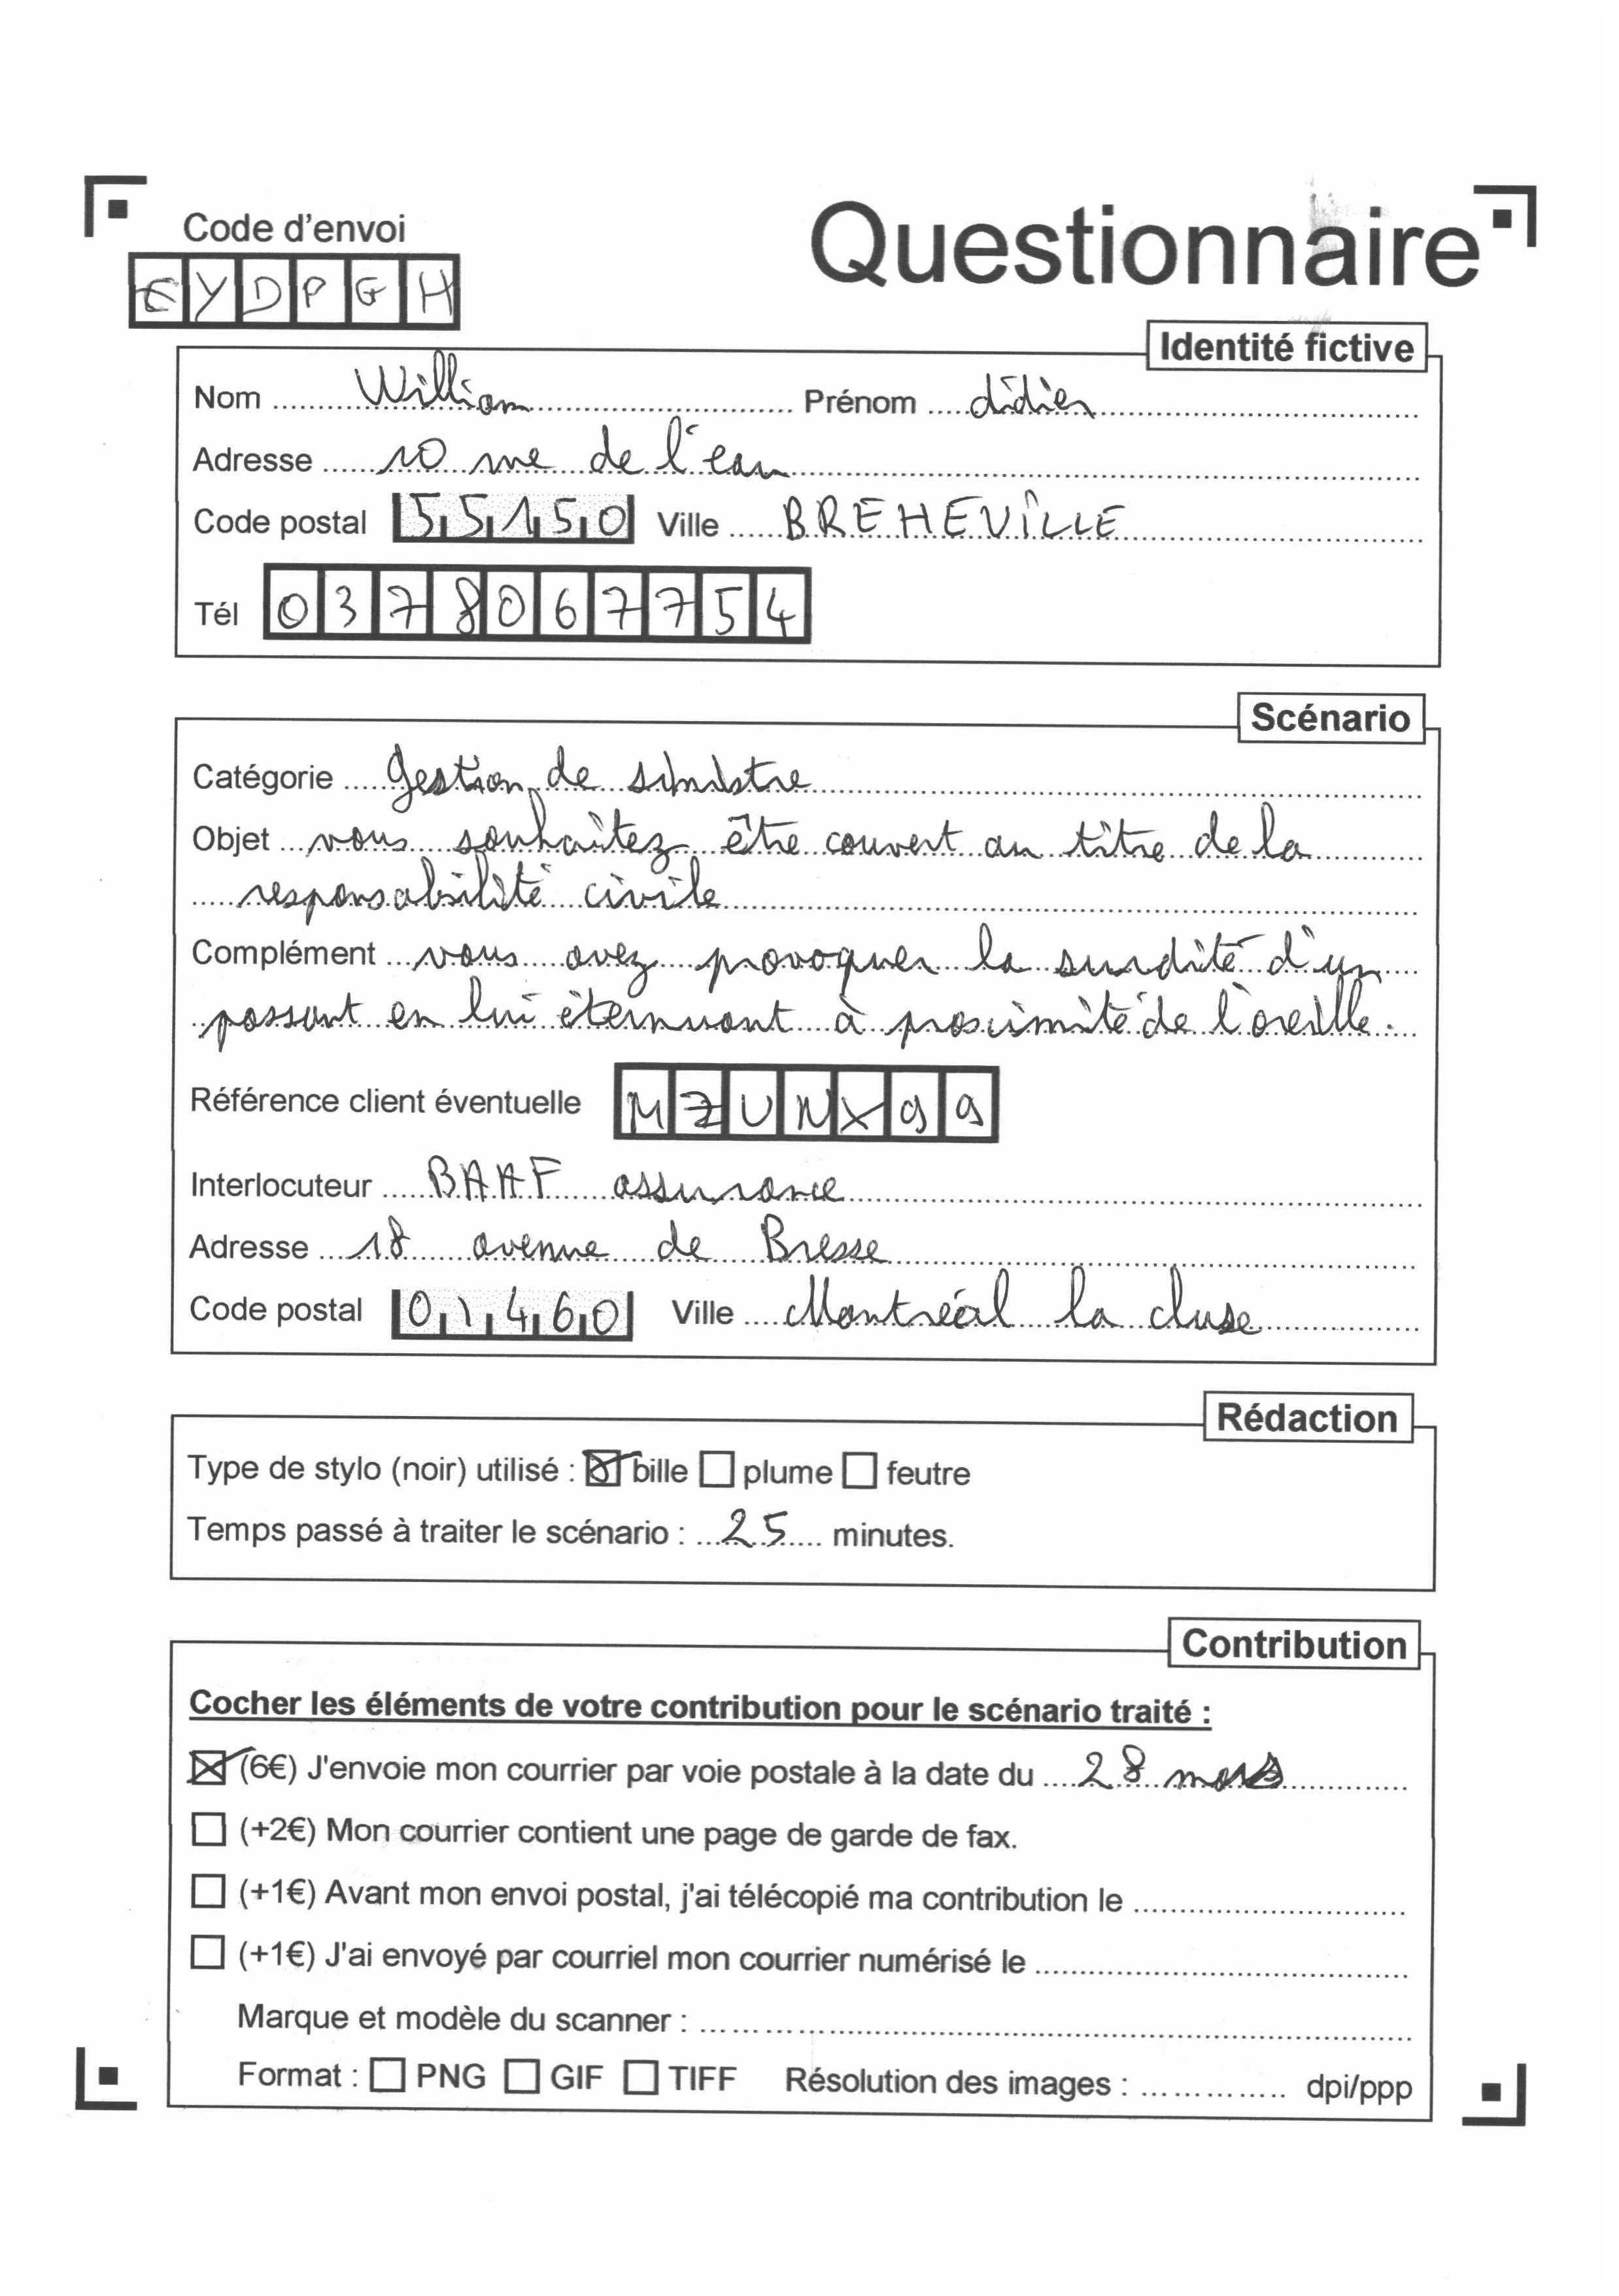 Code d'envoi
Questionnaire
EYDPGH
Identité fictive
Nom William Prénom didier
Adresse 10 rue de l'eau
Code postal 55150 Ville BREHEVILLE
Tél 0378067754
Scénario
Catégorie gestion de sinistre
Objet vous souhaitez être couvert au titre de la
responsabilité civile
Complément vous avez provoquer la surdité d'un
passant en lui éternuant à proximité de l'oreille.
Référence client éventuelle MZUNX99
Interlocuteur BAAF assurance
Adresse 18 avenue de Bresse
Code postal 01460 Ville Montréal la cluse
Rédaction
Type de stylo (noir) utilisé : ☒ bille ☐ plume ☐ feutre
Temps passé à traiter le scénario : 25 minutes.
Contribution
Cocher les éléments de votre contribution pour le scénario traité :
☒ (6€) J'envoie mon courrier par voie postale à la date du 28 mars
☐ (+2€) Mon courrier contient une page de garde de fax.
☐ (+1€) Avant mon envoi postal, j'ai télécopié ma contribution le
☐ (+1€) J'ai envoyé par courriel mon courrier numérisé le
Marque et modèle du scanner :
Format : ☐ PNG ☐ GIF ☐ TIFF Résolution des images : dpi/ppp